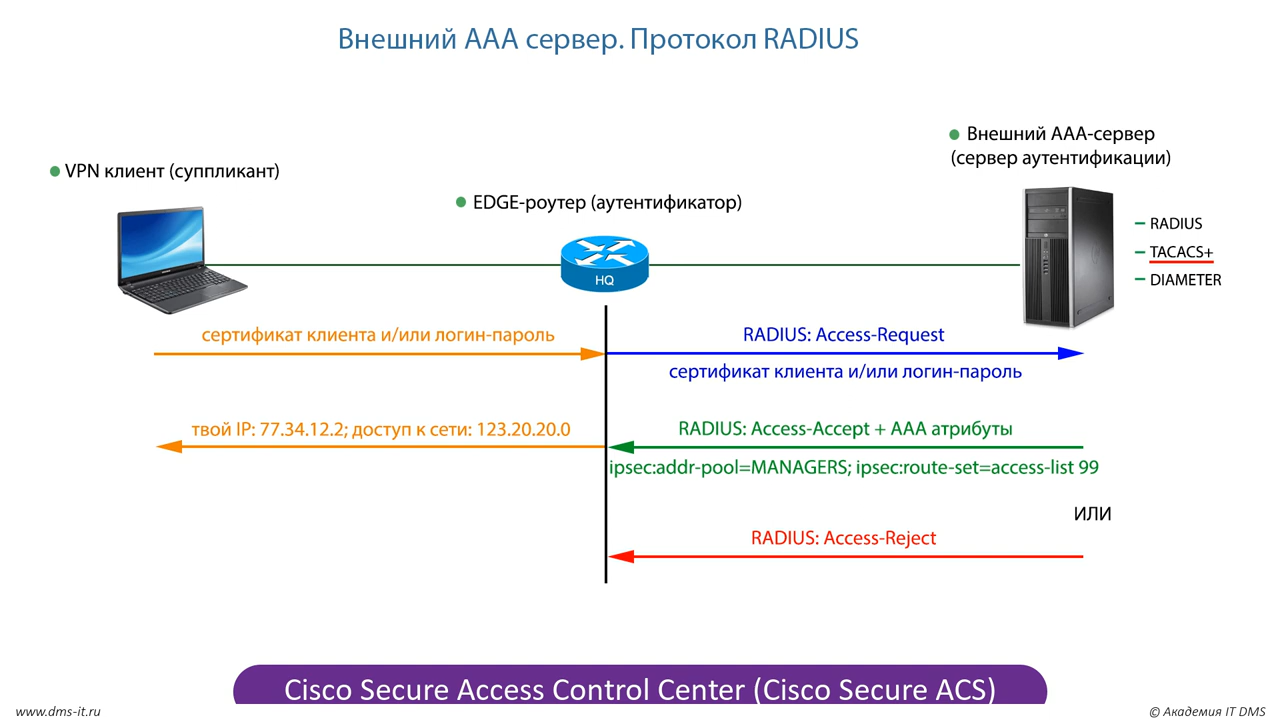 Внешний ААА сервер. Протокол RADIUS
VPN клиент (суппликант)
EDGE-роутер (аутентификатор)
Внешний ААА-сервер
(сервер аутентификации)
HQ
RADIUS
TACACS+
DIAMETER
сертификат клиента и/или логин-пароль
RADIUS: Access-Request
сертификат клиента и/или логин-пароль
твой IP: 77.34.12.2; доступ к сети: 123.20.20.0
RADIUS: Access-Accept + AAA атрибуты
ipsec:addr-pool=MANAGERS; ipsec:route-set=access-list 99
ИЛИ
RADIUS: Access-Reject
Cisco Secure Access Control Center (Cisco Secure ACS)
www.dms-it.ru
© Академия IT DMS